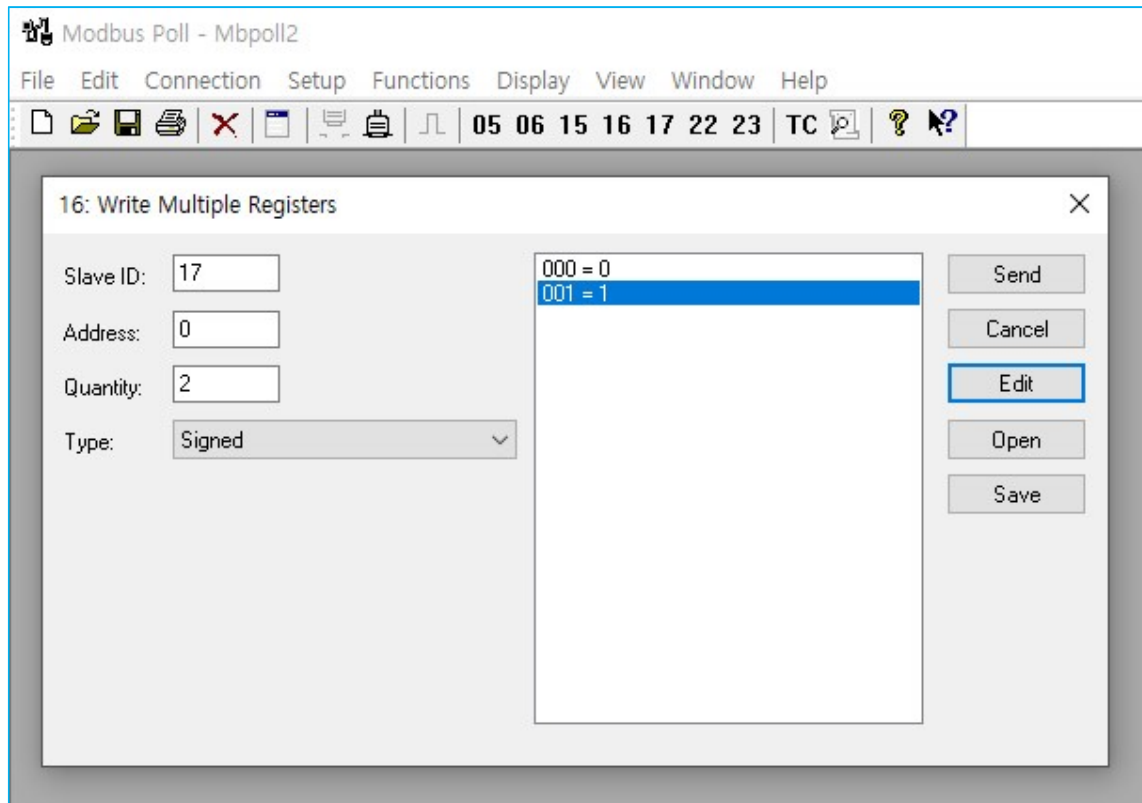 Modbus Poll - Mbpoll2
File Edit Connection Setup Functions Display View Window Help
05 06 15 16 17 22 23 TC
16: Write Multiple Registers
Slave ID: 17
Address: 0
Quantity: 2
Type: Signed
000 = 0
001 = 1
Send
Cancel
Edit
Open
Save